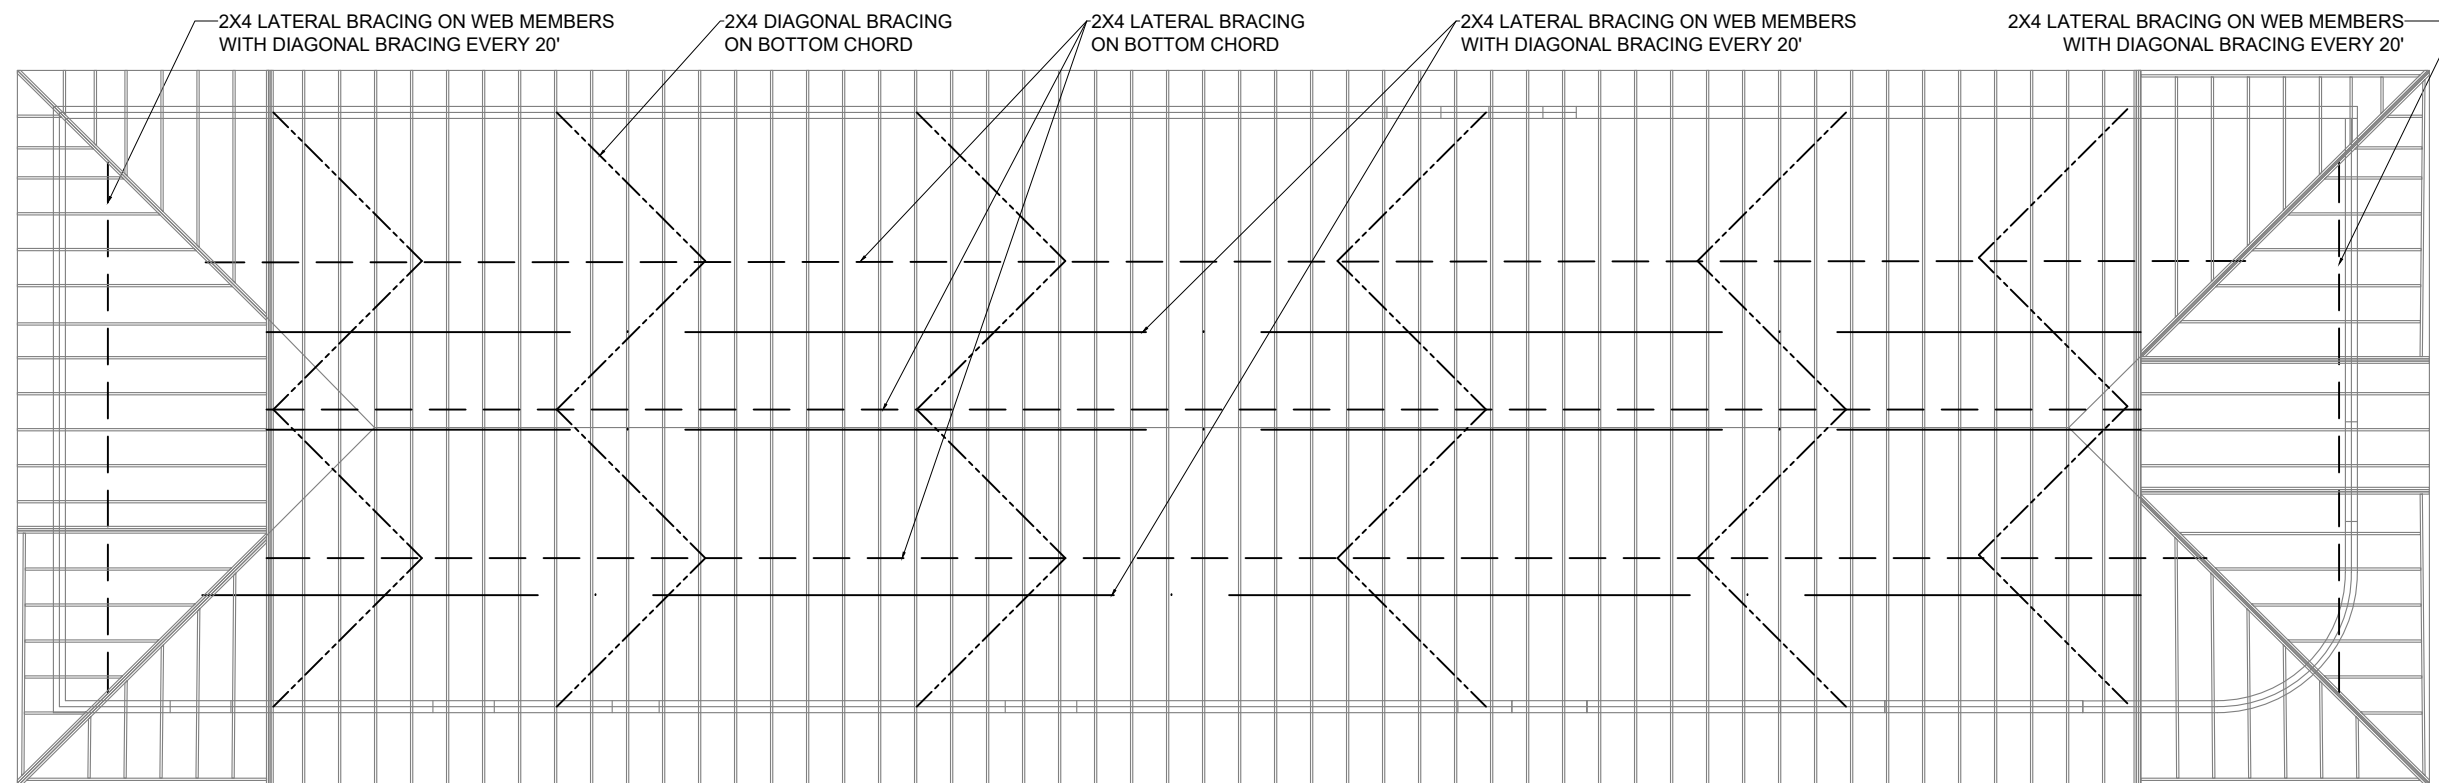 2X4 LATERAL BRACING ON WEB MEMBERS
WITH DIAGONAL BRACING EVERY 20'
2X4 DIAGONAL BRACING
ON BOTTOM CHORD
2X4 LATERAL BRACING
ON BOTTOM CHORD
2X4 LATERAL BRACING ON WEB MEMBERS
WITH DIAGONAL BRACING EVERY 20'
2X4 LATERAL BRACING ON WEB MEMBERS
WITH DIAGONAL BRACING EVERY 20'